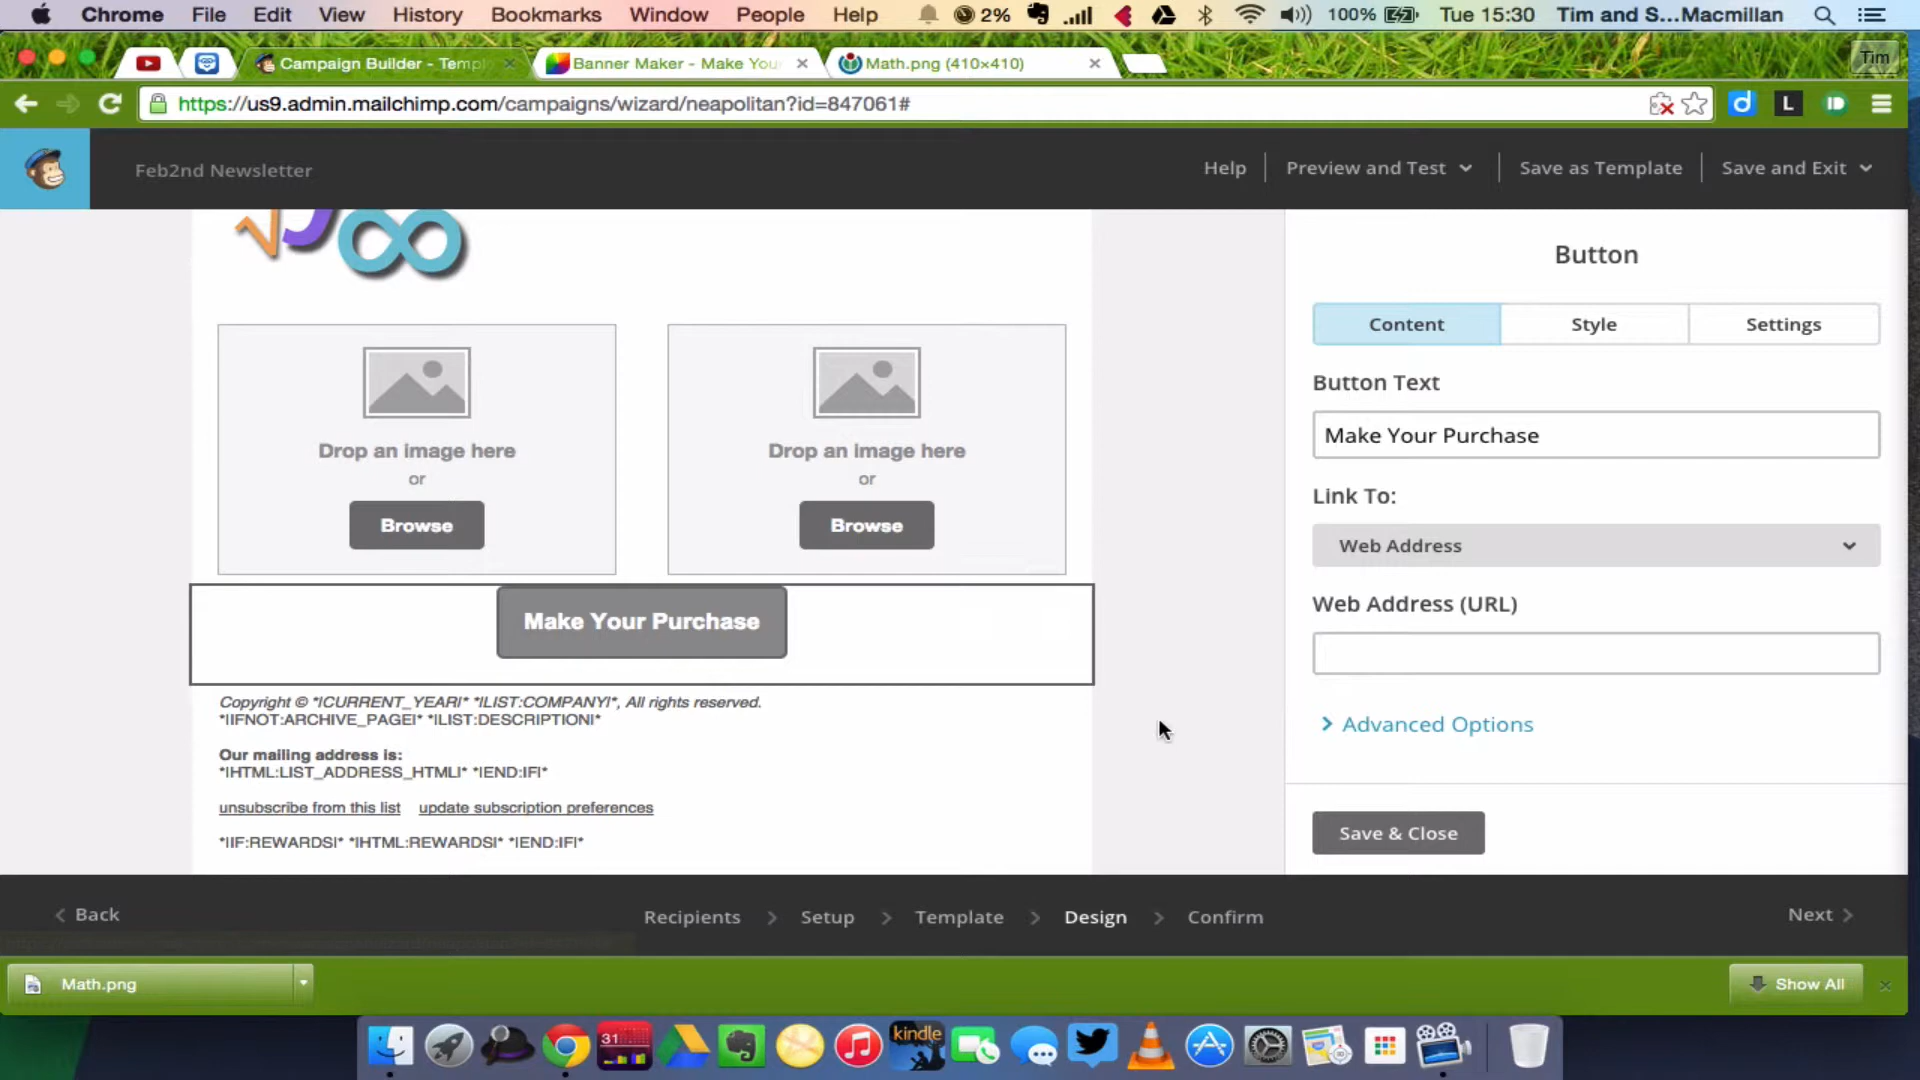 Chrome File Edit View History Bookmarks Window People Help 2% 100% Tue 15:30 Tim and S...Macmillan
Campaign Builder - Templ Banner Maker - Make You Math.png (410×410) Tim
https://us9.admin.mailchimp.com/campaigns/wizard/neapolitan?id=847061#
Feb2nd Newsletter Help Preview and Test Save as Template Save and Exit
Button
Content Style Settings
Button Text
Make Your Purchase
Link To:
Web Address
Web Address (URL)
Advanced Options
Save & Close
Drop an image here
or
Browse
Drop an image here
or
Browse
Make Your Purchase
Copyright © *|CURRENT_YEAR|* *|LIST:COMPANY|*, All rights reserved.
*|IFNOT:ARCHIVE_PAGE|* *|LIST:DESCRIPTION|*
Our mailing address is:
*|HTML:LIST_ADDRESS_HTML|* *|END:IF|*
unsubscribe from this list update subscription preferences
*|IF:REWARDS|* *|HTML:REWARDS|* *|END:IF|*
Back Recipients Setup Template Design Confirm Next
Math.png Show All
31 kindle